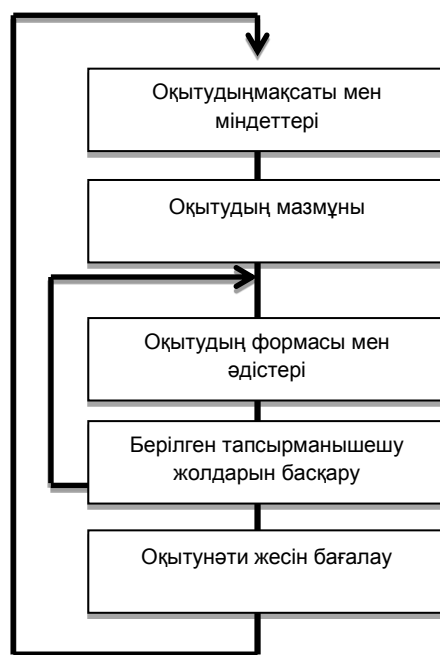 Оқытудыңмақсаты мен
міндеттері
Оқытудың мазмұны
Оқытудың формасы мен
әдістері
Берілген тапсырманышешу
жолдарын басқару
Оқытунәти жесін бағалау